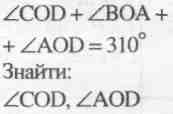 ∠COD + ∠BOA +
+ ∠AOD = 310°
Знайти:
∠COD, ∠AOD